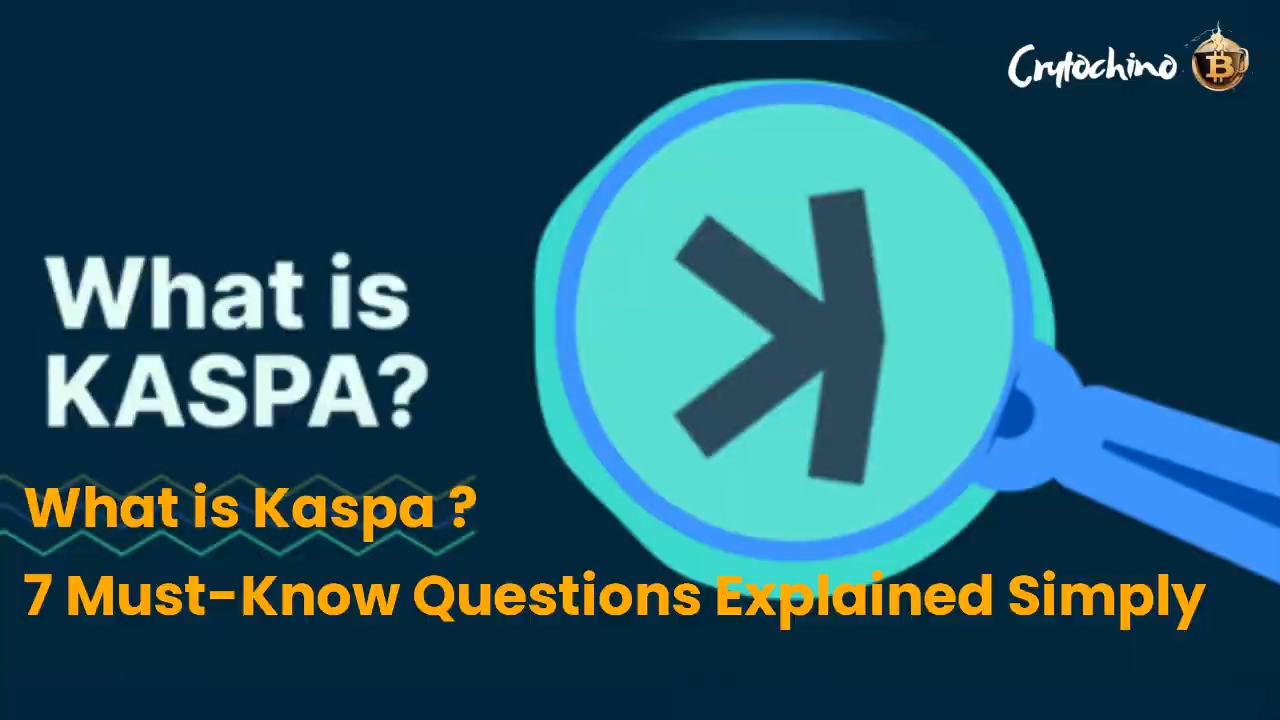 Crytochino
What is
KASPA?
What is Kaspa ?
7 Must-Know Questions Explained Simply